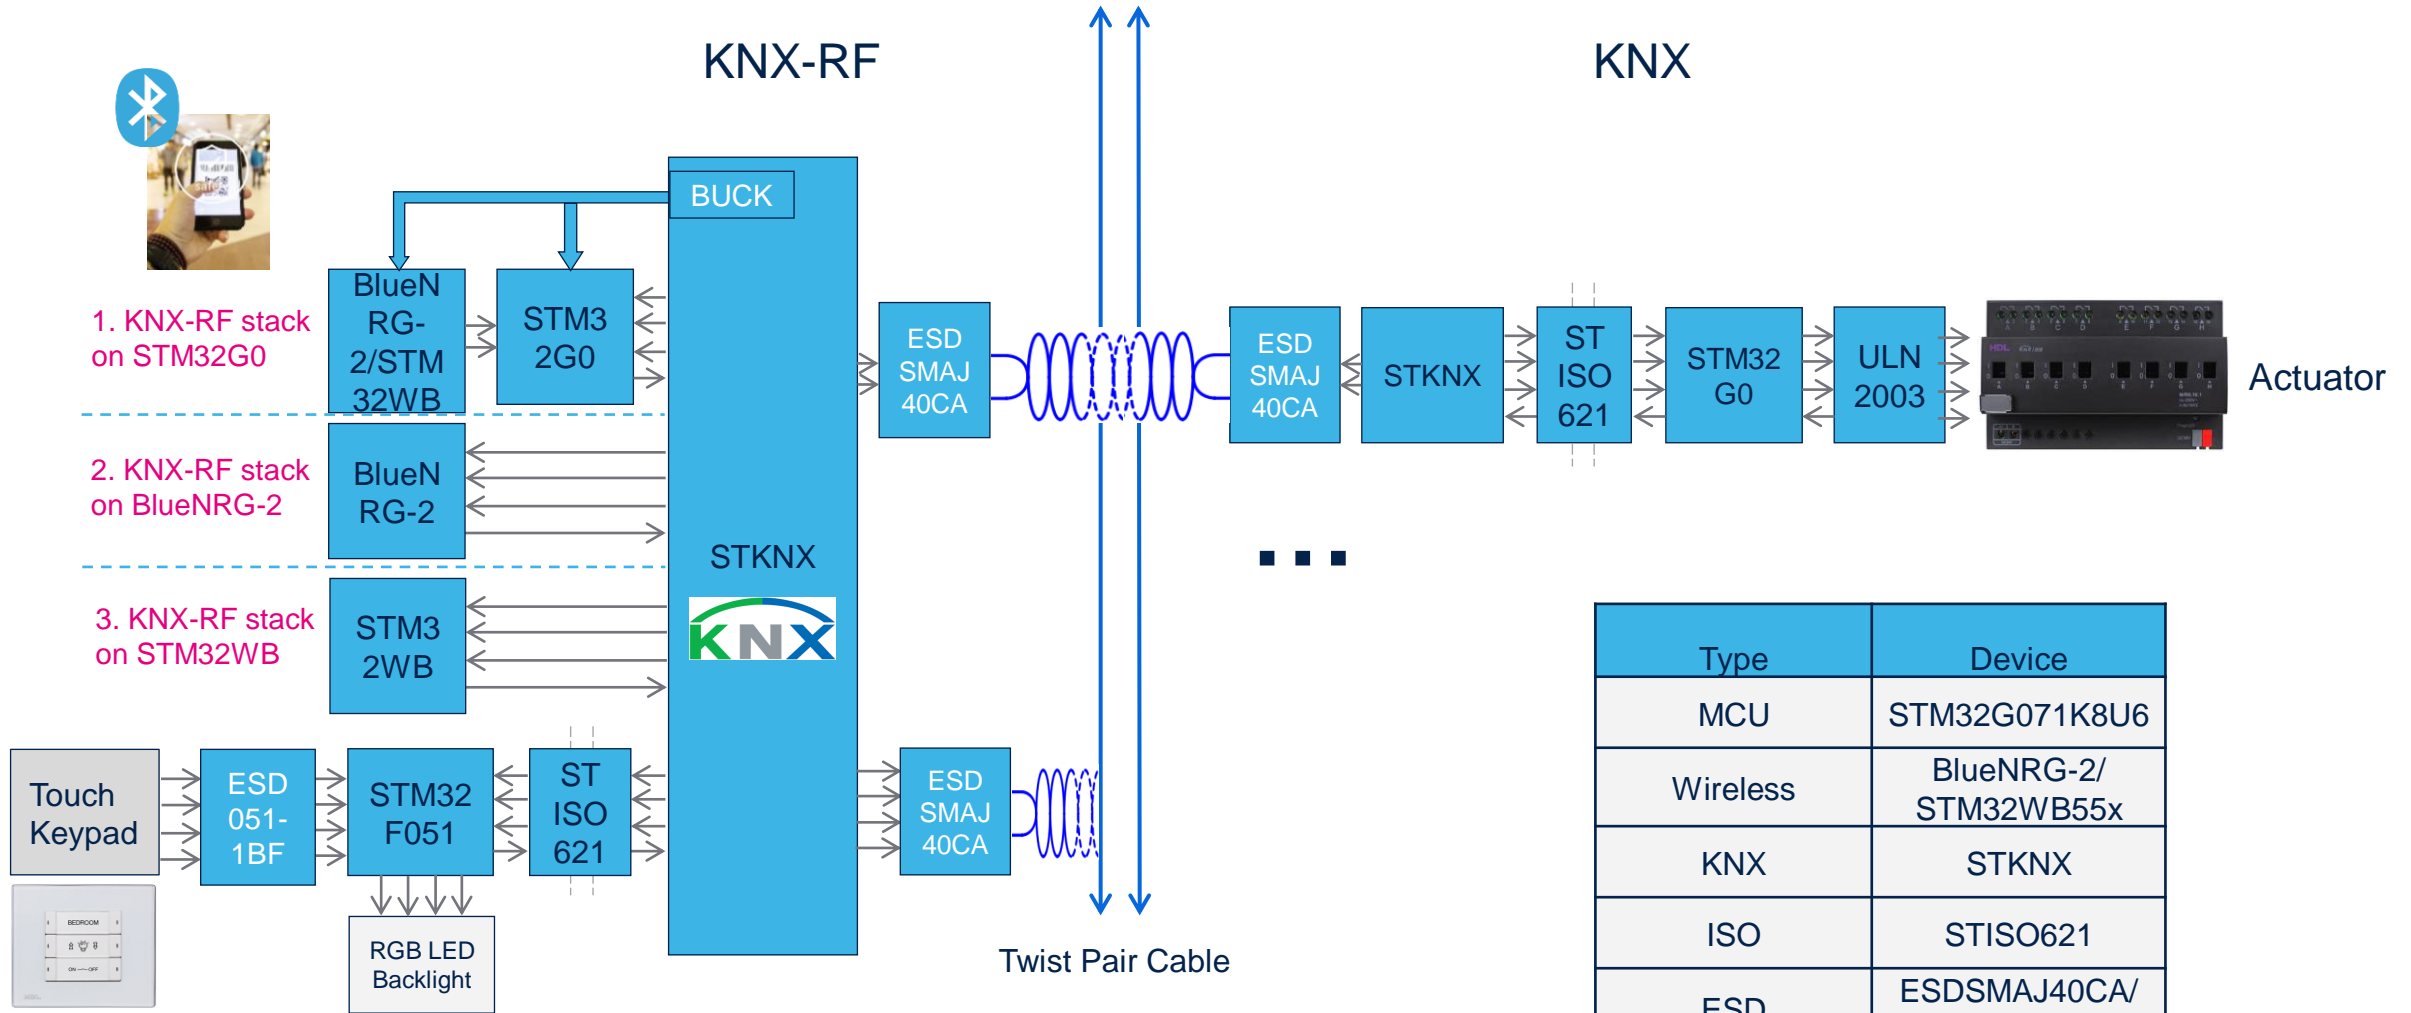 KNX-RF
KNX
BUCK
1. KNX-RF stack
on STM32G0
BlueN
RG-
2/STM
32WB
STM3
2G0
2. KNX-RF stack
on BlueNRG-2
BlueN
RG-2
3. KNX-RF stack
on STM32WB
STM3
2WB
STKNX
KNX
ESD
SMAJ
40CA
ESD
SMAJ
40CA
STKNX
ST
ISO
621
STM32
G0
ULN
2003
HDL
Actuator
...
Touch
Keypad
ESD
051-
1BF
STM32
F051
ST
ISO
621
ESD
SMAJ
40CA
BEDROOM
ON
OFF
RGB LED
Backlight
Twist Pair Cable
Type Device
MCU STM32G071K8U6
Wireless BlueNRG-2/
STM32WB55x
KNX STKNX
ISO STISO621
ESD ESDSMAJ40CA/